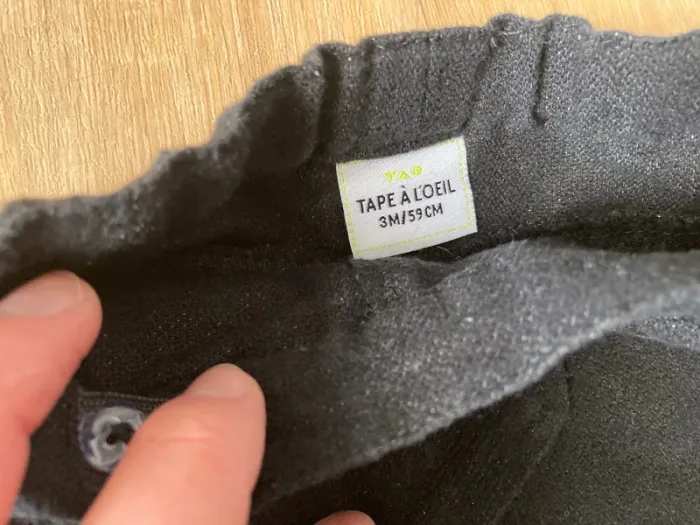 TAO
TAPE À L'OEIL
3M/59CM